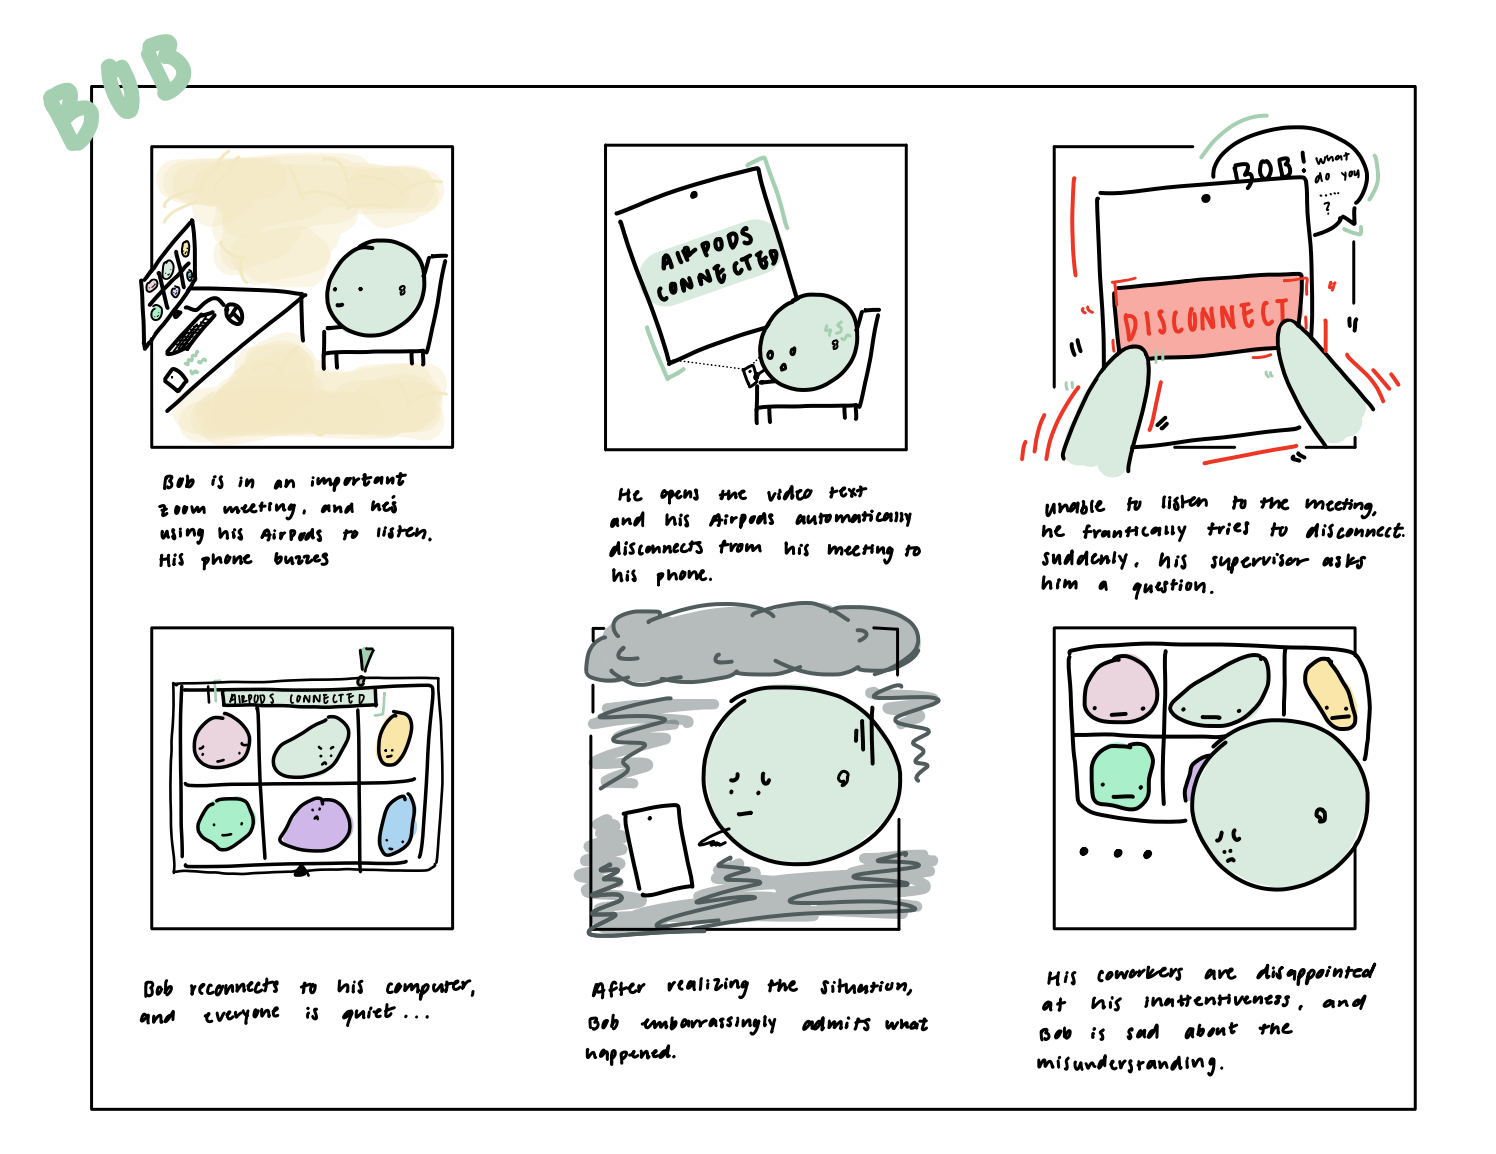 BOB
Bob is in an important
zoom meeting, and he's
using his AirPods to listen.
His phone buzzes
AIRPODS
CONNECTED
He opens the video text
and his AirPods automatically
disconnects from his meeting to
his phone.
BOB! what
do you
.....
?
DISCONNECT
unable to listen to the meeting,
he frantically tries to disconnect.
suddenly, his supervisor asks
him a question.
!
AIRPODS CONNECTED
Bob reconnects to his computer,
and everyone is quiet...
After realizing the situation,
Bob embarrassingly admits what
happened.
...
His coworkers are disappointed
at his inattentiveness, and
Bob is sad about the
misunderstanding.